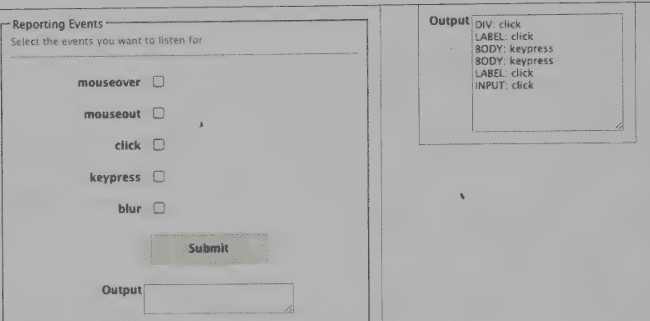 Reporting Events
Select the events you want to listen for
mouseover
mouseout
click
keypress
blur
Submit
Output
Output
DIV: click
LABEL: click
BODY: keypress
BODY: keypress
LABEL: click
INPUT: click